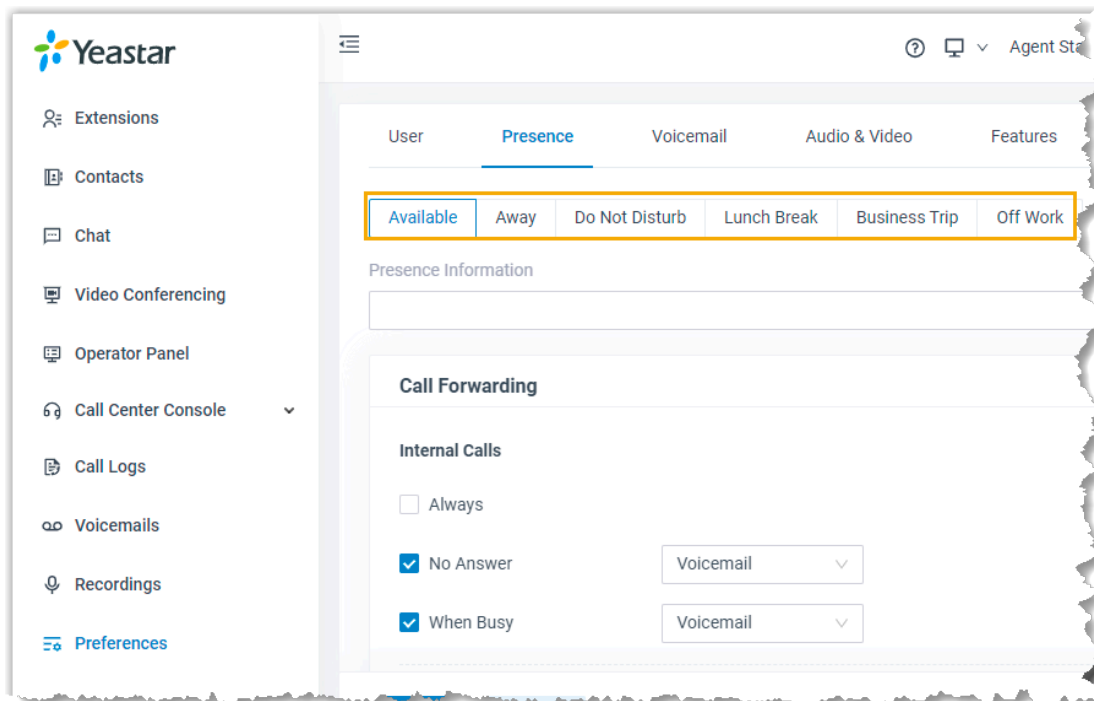 Yeastar
Agent Sta
Extensions
Contacts
Chat
Video Conferencing
Operator Panel
Call Center Console
Call Logs
Voicemails
Recordings
Preferences
User Presence Voicemail Audio & Video Features
Available Away Do Not Disturb Lunch Break Business Trip Off Work
Presence Information
Call Forwarding
Internal Calls
Always
No Answer Voicemail
When Busy Voicemail